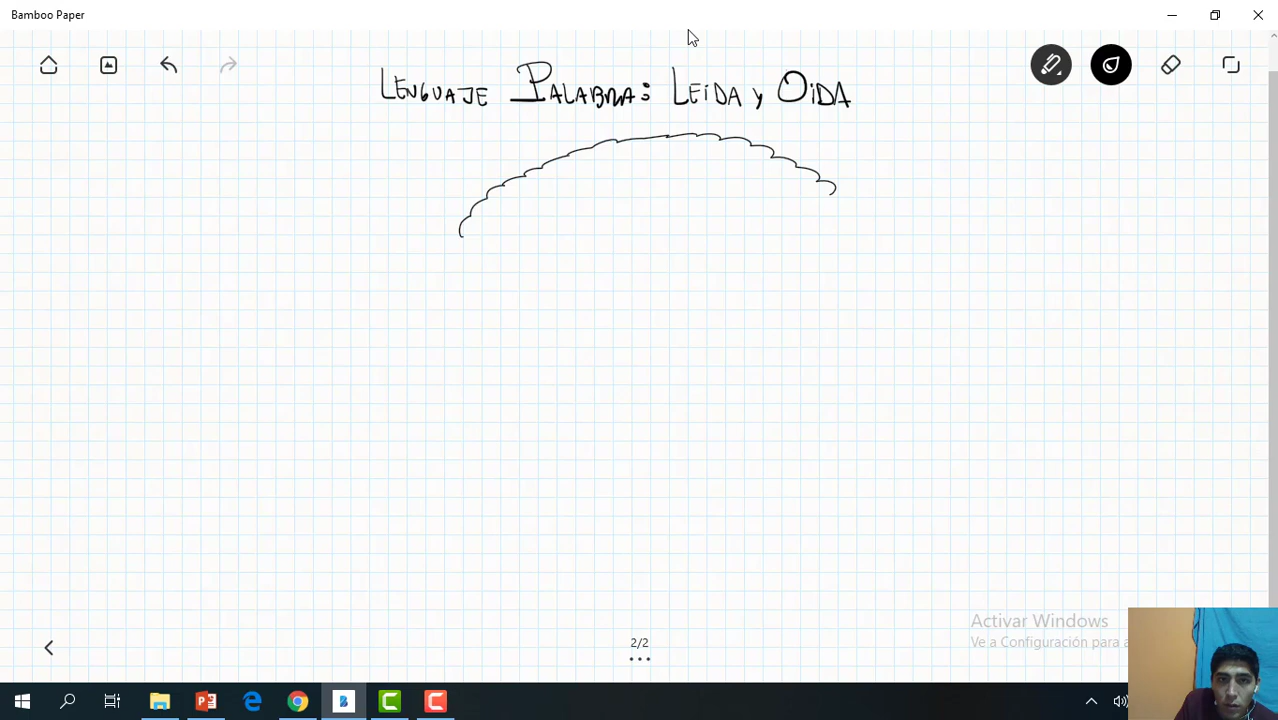 Bamboo Paper
LENGUAJE PALABRA: LEIDA y OIDA
2/2
Activar Windows
Ve a Configuración para a